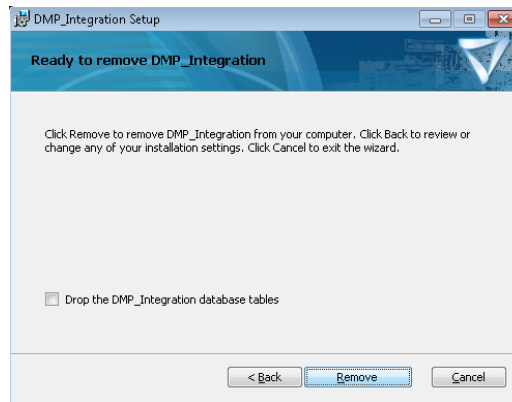 DMP_Integration Setup
Ready to remove DMP_Integration
Click Remove to remove DMP_Integration from your computer. Click Back to review or
change any of your installation settings. Click Cancel to exit the wizard.
Drop the DMP_Integration database tables
< Back
Remove
Cancel